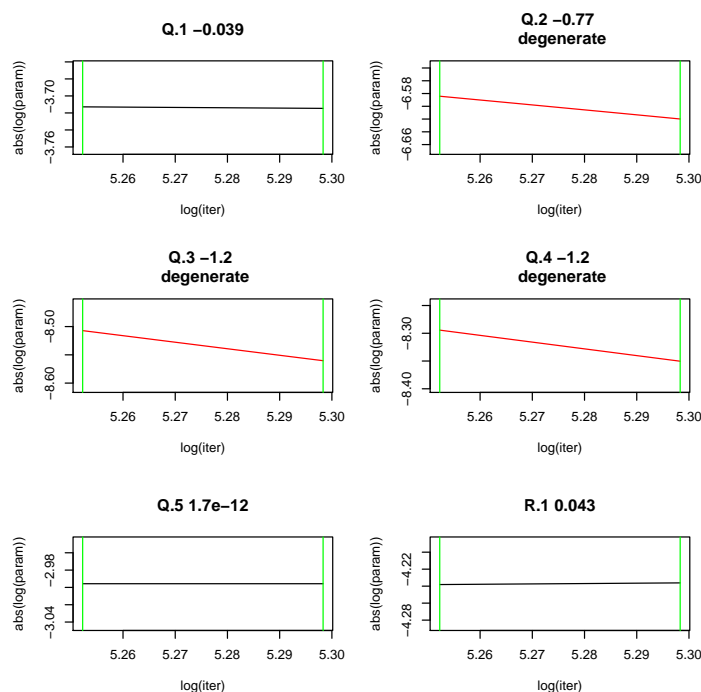 Q.1 −0.039
abs(log(param))
−3.76
−3.70
5.26 5.27 5.28 5.29 5.30
log(iter)
Q.2 −0.77
degenerate
abs(log(param))
−6.66
−6.58
5.26 5.27 5.28 5.29 5.30
log(iter)
Q.3 −1.2
degenerate
abs(log(param))
−8.60
−8.50
5.26 5.27 5.28 5.29 5.30
log(iter)
Q.4 −1.2
degenerate
abs(log(param))
−8.40
−8.30
5.26 5.27 5.28 5.29 5.30
log(iter)
Q.5 1.7e−12
abs(log(param))
−3.04
−2.98
5.26 5.27 5.28 5.29 5.30
log(iter)
R.1 0.043
abs(log(param))
−4.28
−4.22
5.26 5.27 5.28 5.29 5.30
log(iter)